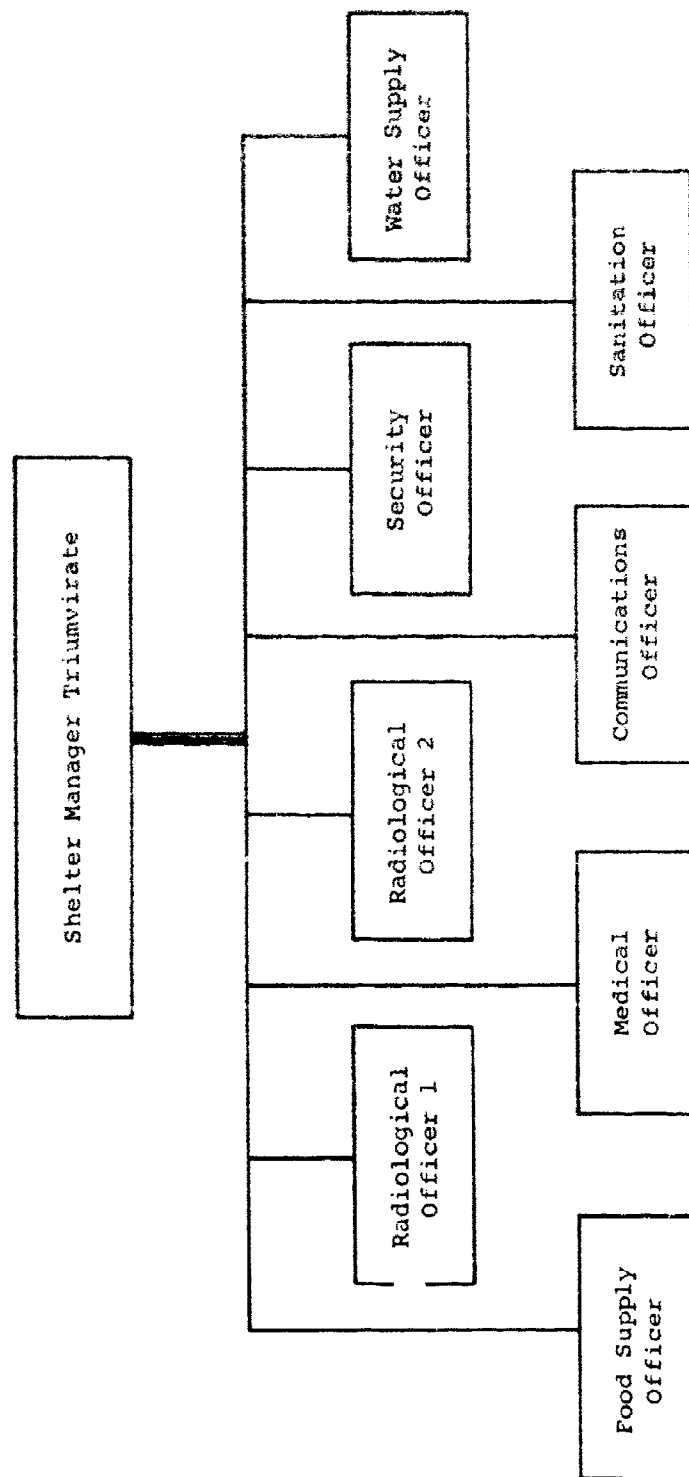 Shelter Manager Triumvirate
Radiological
Officer 1
Radiological
Officer 2
Security
Officer
Water Supply
Officer
Food Supply
Officer
Medical
Officer
Communications
Officer
Sanitation
Officer